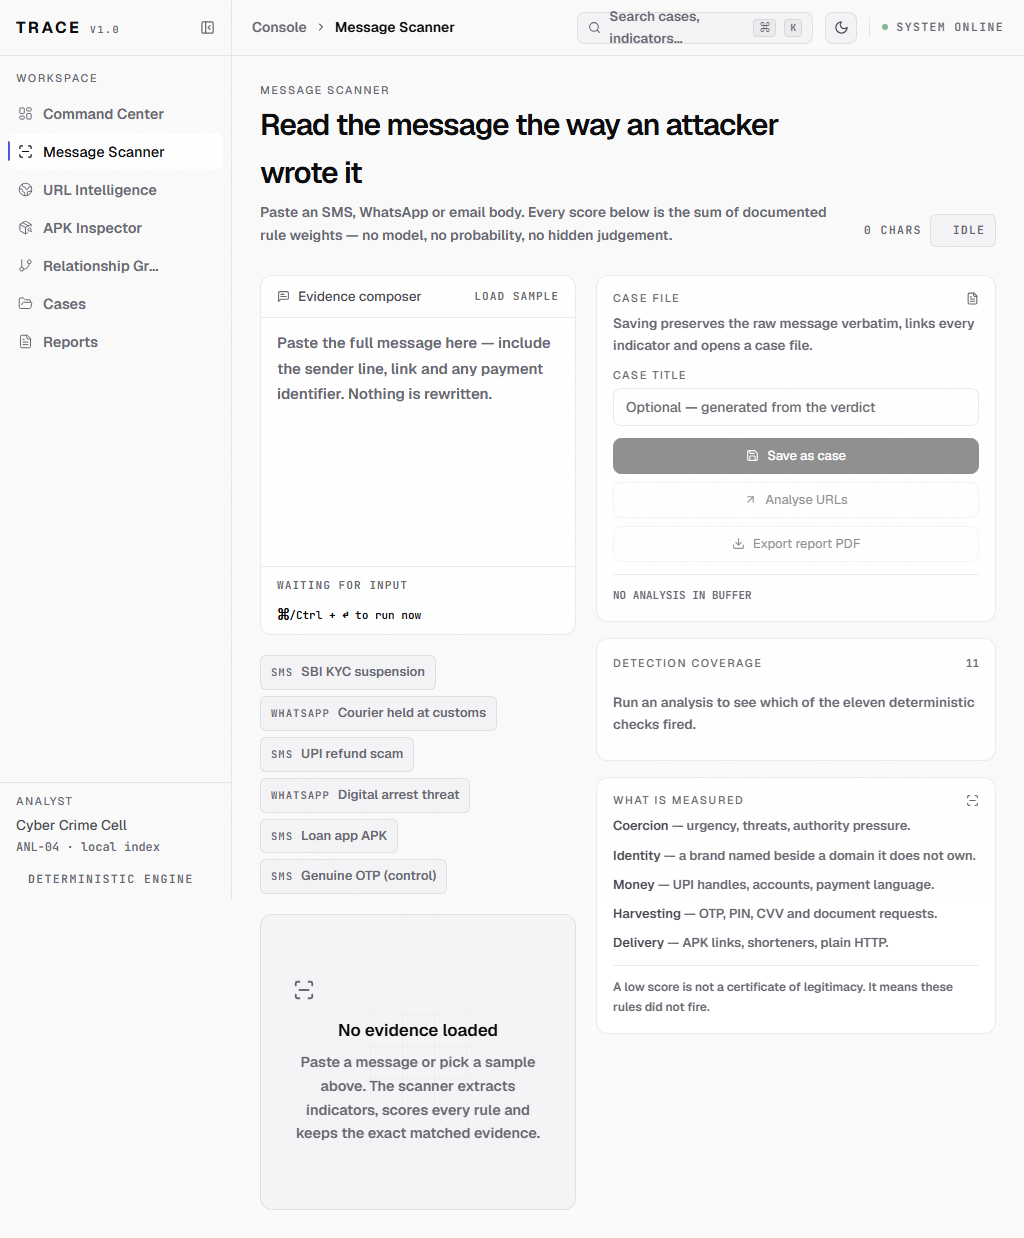 TRACE V1.0
WORKSPACE
Command Center
Message Scanner
URL Intelligence
APK Inspector
Relationship Gr...
Cases
Reports
ANALYST
Cyber Crime Cell
ANL-04 · local index
DETERMINISTIC ENGINE
Console > Message Scanner
Search cases,
indicators...
⌘ K
SYSTEM ONLINE
MESSAGE SCANNER
Read the message the way an attacker
wrote it
Paste an SMS, WhatsApp or email body. Every score below is the sum of documented
rule weights — no model, no probability, no hidden judgement.
0 CHARS IDLE
Evidence composer LOAD SAMPLE
Paste the full message here — include
the sender line, link and any payment
identifier. Nothing is rewritten.
WAITING FOR INPUT
⌘/Ctrl + ↵ to run now
SMS SBI KYC suspension
WHATSAPP Courier held at customs
SMS UPI refund scam
WHATSAPP Digital arrest threat
SMS Loan app APK
SMS Genuine OTP (control)
No evidence loaded
Paste a message or pick a sample
above. The scanner extracts
indicators, scores every rule and
keeps the exact matched evidence.
CASE FILE
Saving preserves the raw message verbatim, links every
indicator and opens a case file.
CASE TITLE
Optional — generated from the verdict
Save as case
Analyse URLs
Export report PDF
NO ANALYSIS IN BUFFER
DETECTION COVERAGE 11
Run an analysis to see which of the eleven deterministic
checks fired.
WHAT IS MEASURED
Coercion — urgency, threats, authority pressure.
Identity — a brand named beside a domain it does not own.
Money — UPI handles, accounts, payment language.
Harvesting — OTP, PIN, CVV and document requests.
Delivery — APK links, shorteners, plain HTTP.
A low score is not a certificate of legitimacy. It means these
rules did not fire.